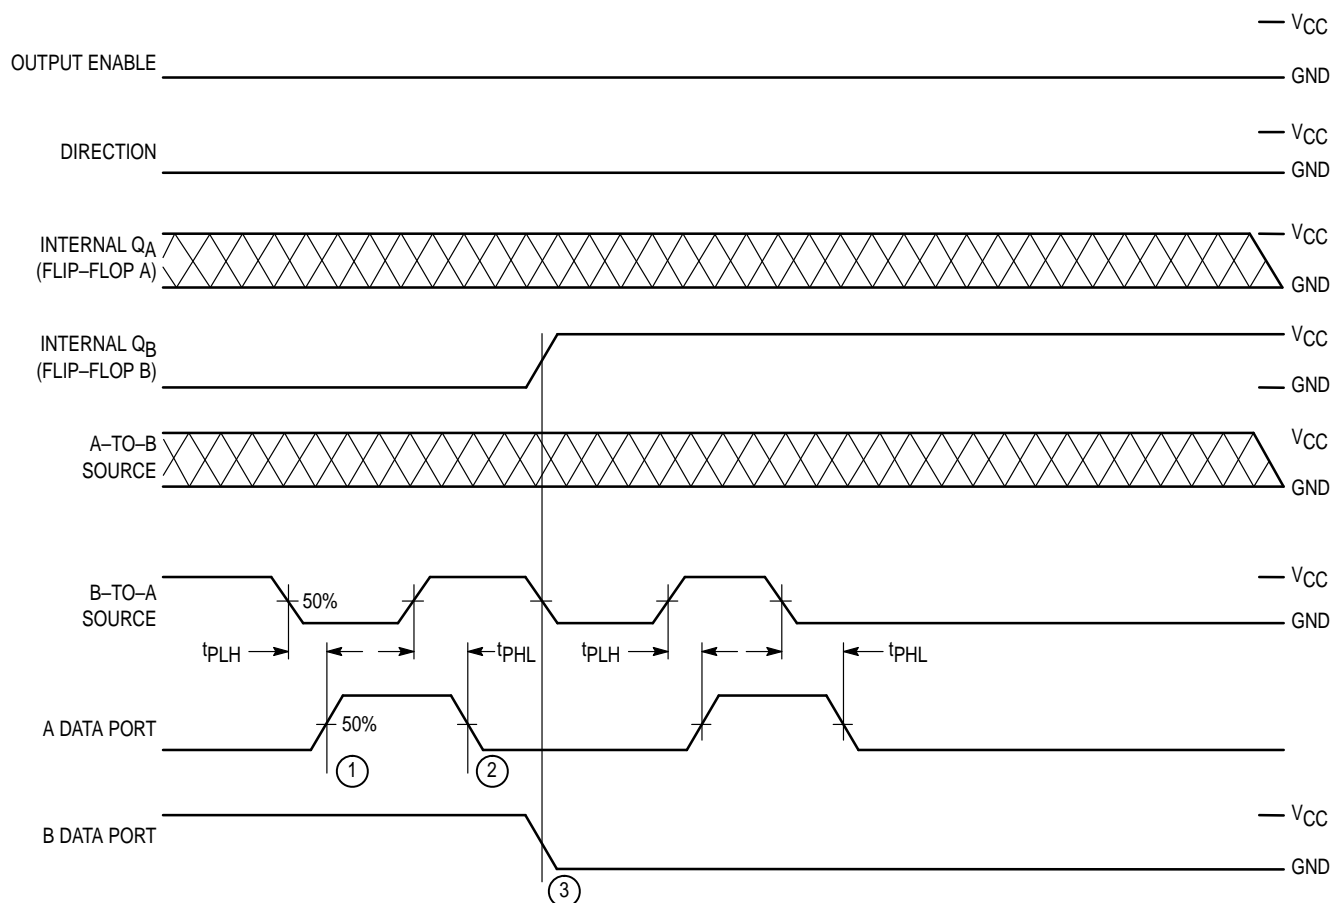 VCC
OUTPUT ENABLE
GND
VCC
DIRECTION
GND
INTERNAL QA
(FLIP–FLOP A)
VCC
GND
INTERNAL QB
(FLIP–FLOP B)
VCC
GND
A–TO–B
SOURCE
VCC
GND
B–TO–A
SOURCE
50%
VCC
GND
tPLH
tPHL
tPLH
tPHL
A DATA PORT
50%
1
2
B DATA PORT
VCC
GND
3